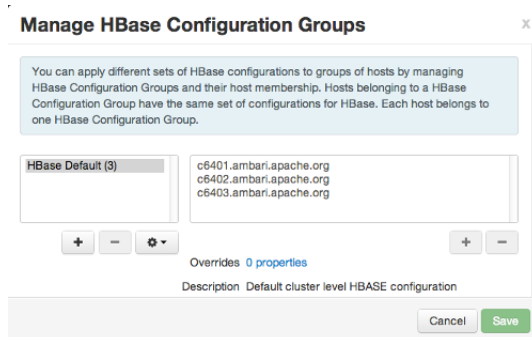 Manage HBase Configuration Groups
x
You can apply different sets of HBase configurations to groups of hosts by managing
HBase Configuration Groups and their host membership. Hosts belonging to a HBase
Configuration Group have the same set of configurations for HBase. Each host belongs to
one HBase Configuration Group.
HBase Default (3)
c6401.ambari.apache.org
c6402.ambari.apache.org
c6403.ambari.apache.org
Overrides 0 properties
Description Default cluster level HBASE configuration
Cancel
Save